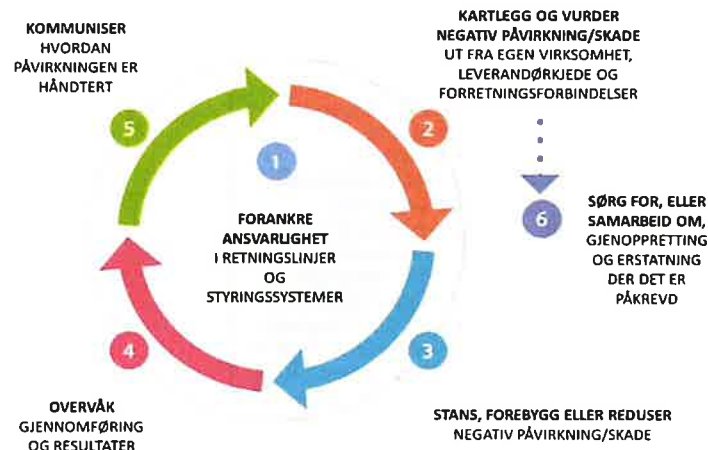 KOMMUNISER
HVORDAN
PÅVIRKNINGEN ER
HÅNDTERT
5
KARTLEGG OG VURDER
NEGATIV PÅVIRKNING/SKADE
UT FRA EGEN VIRKSOMHET,
LEVERANDØRKJEDE OG
FORRETNINGSFORBINDELSER
2
1
FORANKRE
ANSVARLIGHET
I RETNINGSLINJER
OG
STYRINGSSYSTEMER
6
SØRG FOR, ELLER
SAMARBEID OM,
GJENOPPRETTING
OG ERSTATNING
DER DET ER
PÅKREVD
4
3
OVERVÅK
GJENNOMFØRING
OG RESULTATER
STANS, FOREBYGG ELLER REDUSER
NEGATIV PÅVIRKNING/SKADE